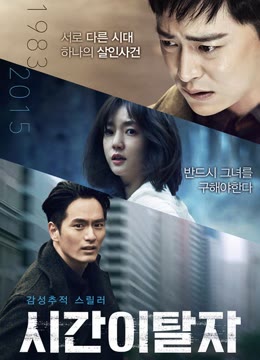 1983
2015
서로 다른 시대
하나의 살인사건
반드시 그녀를
구해야한다
감성추적 스릴러
시간이탈자